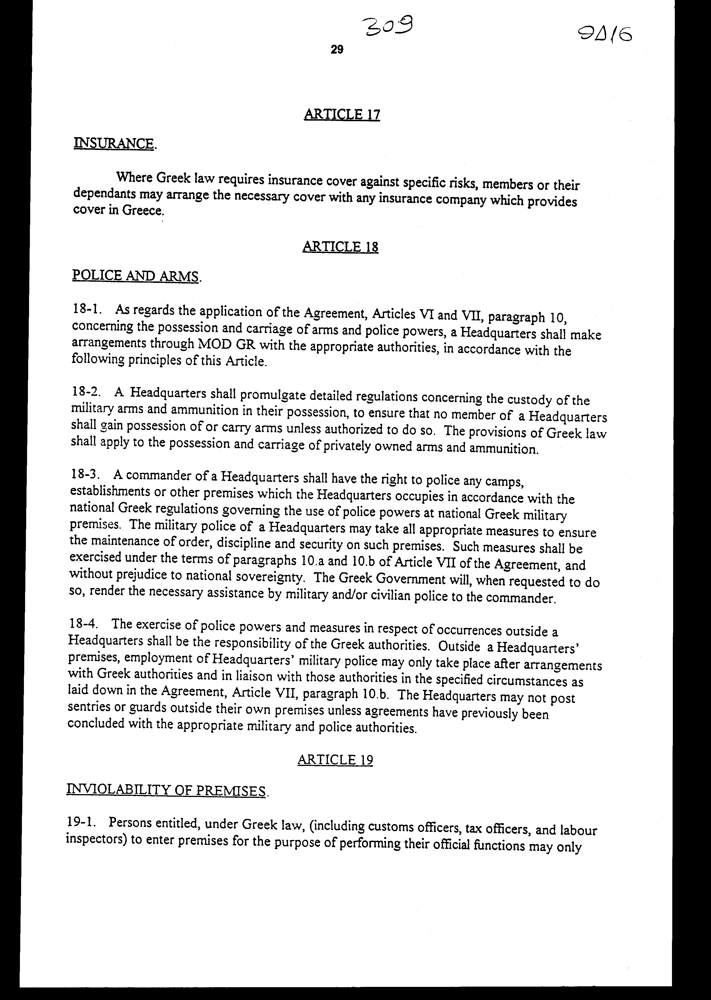 309
29
ARTICLE 17
INSURANCE.
Where Greek law requires insurance cover against specific risks, members or their
dependants may arrange the necessary cover with any insurance company which provides
cover in Greece.
ARTICLE 18
POLICE AND ARMS.
18-1. As regards the application of the Agreement, Articles VI and VII, paragraph 10,
concerning the possession and carriage of arms and police powers, a Headquarters shall make
arrangements through MOD GR with the appropriate authorities, in accordance with the
following principles of this Article.
18-2. A Headquarters shall promulgate detailed regulations concerning the custody of the
military arms and ammunition in their possession, to ensure that no member of a Headquarters
shall gain possession of or carry arms unless authorized to do so. The provisions of Greek law
shall apply to the possession and carriage of privately owned arms and ammunition.
18-3. A commander of a Headquarters shall have the right to police any camps,
establishments or other premises which the Headquarters occupies in accordance with the
national Greek regulations governing the use of police powers at national Greek military
premises. The military police of a Headquarters may take all appropriate measures to ensure
the maintenance of order, discipline and security on such premises. Such measures shall be
exercised under the terms of paragraphs 10.a and 10.b of Article VII of the Agreement, and
without prejudice to national sovereignty. The Greek Government will, when requested to do
so, render the necessary assistance by military and/or civilian police to the commander.
18-4. The exercise of police powers and measures in respect of occurrences outside a
Headquarters shall be the responsibility of the Greek authorities. Outside a Headquarters'
premises, employment of Headquarters' military police may only take place after arrangements
with Greek authorities and in liaison with those authorities in the specified circumstances as
laid down in the Agreement, Article VII, paragraph 10.b. The Headquarters may not post
sentries or guards outside their own premises unless agreements have previously been
concluded with the appropriate military and police authorities.
ARTICLE 19
INVIOLABILITY OF PREMISES.
19-1. Persons entitled, under Greek law, (including customs officers, tax officers, and labour
inspectors) to enter premises for the purpose of performing their official functions may only